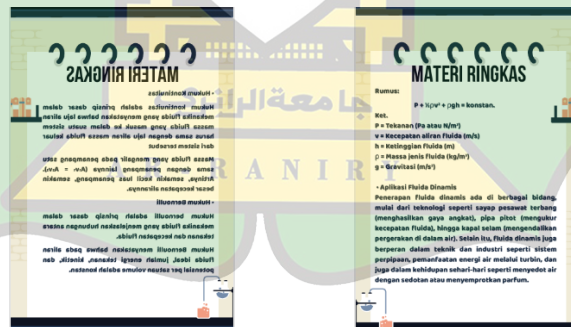 MATERI RINGKAS
- Hukum Kontinuitas
Hukum kontinuitas adalah prinsip dasar dalam
mekanika fluida yang menyatakan bahwa laju aliran
massa fluida yang masuk ke dalam suatu sistem
harus sama dengan laju aliran massa fluida keluar
dari sistem tersebut
Massa fluida yang mengalir pada penampang
sama dengan penampang lainnya
Artinya, semakin kecil luas penampang, semakin
besar kecepatan alirannya.
- Hukum Bernoulli
Hukum bernoulli adalah prinsip dasar dalam
mekanika fluida yang menjelaskan hubungan antara
tekanan dan kecepatan fluida.
Hukum Bernoulli menyatakan bahwa pada aliran
fluida ideal, jumlah energi tekanan, kinetik, dan
potensial per satuan volume adalah konstan.
MATERI RINGKAS
Rumus:
P + ½ρv² + ρgh = konstan.
Ket.
P = Tekanan (Pa atau N/m²)
v = Kecepatan aliran fluida (m/s)
h = Ketinggian fluida (m)
ρ = Massa jenis fluida (kg/m³)
g = Gravitasi (m/s²)
- Aplikasi Fluida Dinamis
Penerapan fluida dinamis ada di berbagai bidang,
mulai dari teknologi seperti sayap pesawat terbang
(menghasilkan gaya angkat), pipa pitot (mengukur
kecepatan fluida), hingga kapal selam (mengendalikan
pergerakan di dalam air). Selain itu, fluida dinamis juga
berperan dalam teknik dan industri seperti sistem
perpipaan, pemanfaatan energi air melalui turbin, dan
juga dalam kehidupan sehari-hari seperti menyedot air
dengan sedotan atau menyemprotkan parfum.
جامعة الرانري
R A N I R